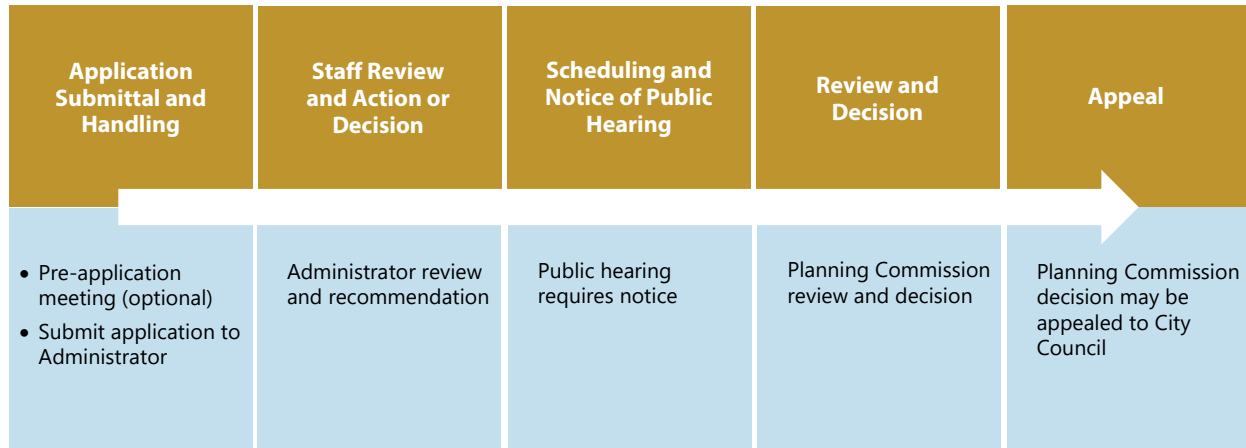 Application
Submittal and
Handling
Staff Review
and Action or
Decision
Scheduling and
Notice of Public
Hearing
Review and
Decision
Appeal
• Pre-application
meeting (optional)
• Submit application to
Administrator
Administrator review
and recommendation
Public hearing
requires notice
Planning Commission
review and decision
Planning Commission
decision may be
appealed to City
Council